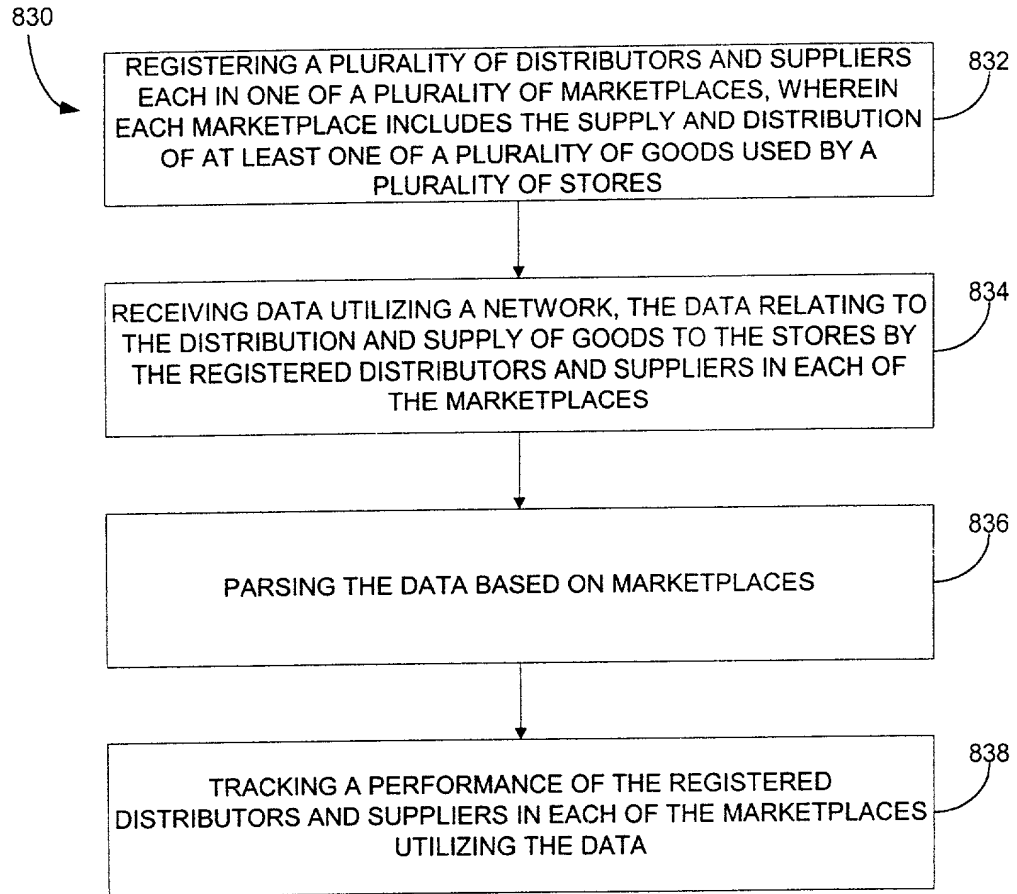 830
REGISTERING A PLURALITY OF DISTRIBUTORS AND SUPPLIERS
EACH IN ONE OF A PLURALITY OF MARKETPLACES, WHEREIN
EACH MARKETPLACE INCLUDES THE SUPPLY AND DISTRIBUTION
OF AT LEAST ONE OF A PLURALITY OF GOODS USED BY A
PLURALITY OF STORES
832
RECEIVING DATA UTILIZING A NETWORK, THE DATA RELATING TO
THE DISTRIBUTION AND SUPPLY OF GOODS TO THE STORES BY
THE REGISTERED DISTRIBUTORS AND SUPPLIERS IN EACH OF
THE MARKETPLACES
834
PARSING THE DATA BASED ON MARKETPLACES
836
TRACKING A PERFORMANCE OF THE REGISTERED
DISTRIBUTORS AND SUPPLIERS IN EACH OF THE MARKETPLACES
UTILIZING THE DATA
838